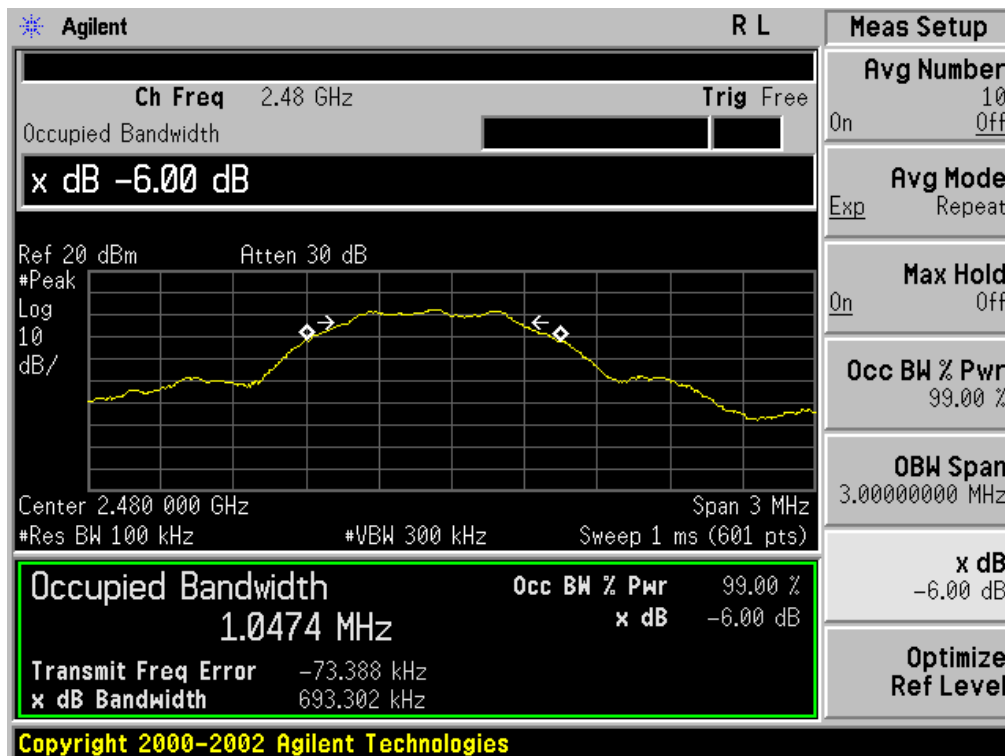 Agilent R L
Ch Freq 2.48 GHz Trig Free
Occupied Bandwidth
x dB -6.00 dB
Ref 20 dBm Atten 30 dB
#Peak
Log
10
dB/
Center 2.480 000 GHz Span 3 MHz
#Res BW 100 kHz #VBW 300 kHz Sweep 1 ms (601 pts)
Occupied Bandwidth Occ BW % Pwr 99.00 %
1.0474 MHz x dB -6.00 dB
Transmit Freq Error -73.388 kHz
x dB Bandwidth 693.302 kHz
Copyright 2000-2002 Agilent Technologies
Meas Setup
Avg Number
10
On Off
Avg Mode
Exp Repeat
Max Hold
On Off
Occ BW % Pwr
99.00 %
OBW Span
3.00000000 MHz
x dB
-6.00 dB
Optimize
Ref Level